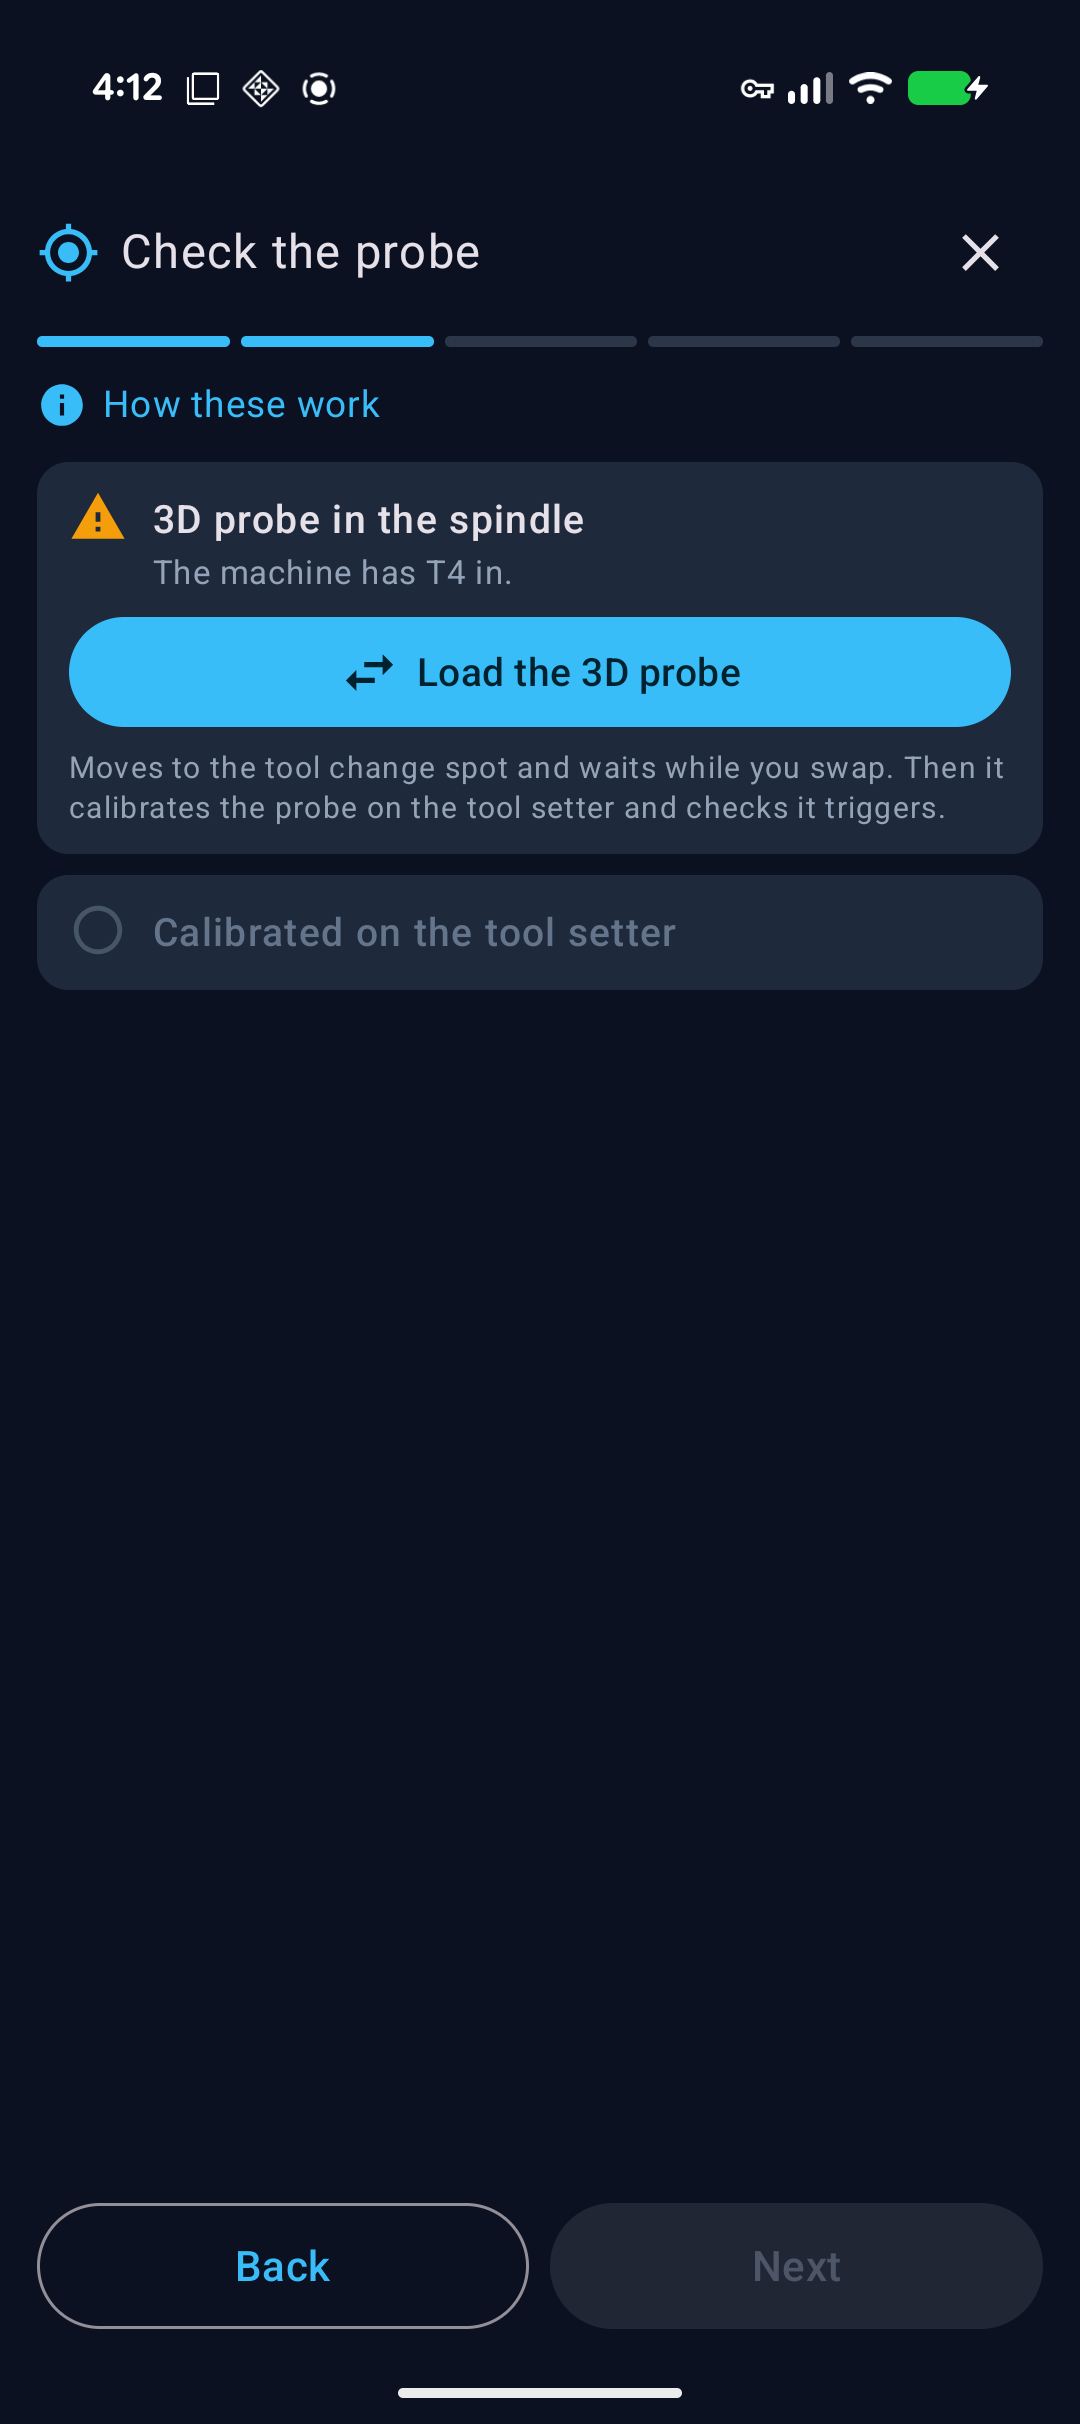 4:12
Check the probe
How these work
3D probe in the spindle
The machine has T4 in.
Load the 3D probe
Moves to the tool change spot and waits while you swap. Then it
calibrates the probe on the tool setter and checks it triggers.
Calibrated on the tool setter
Back
Next